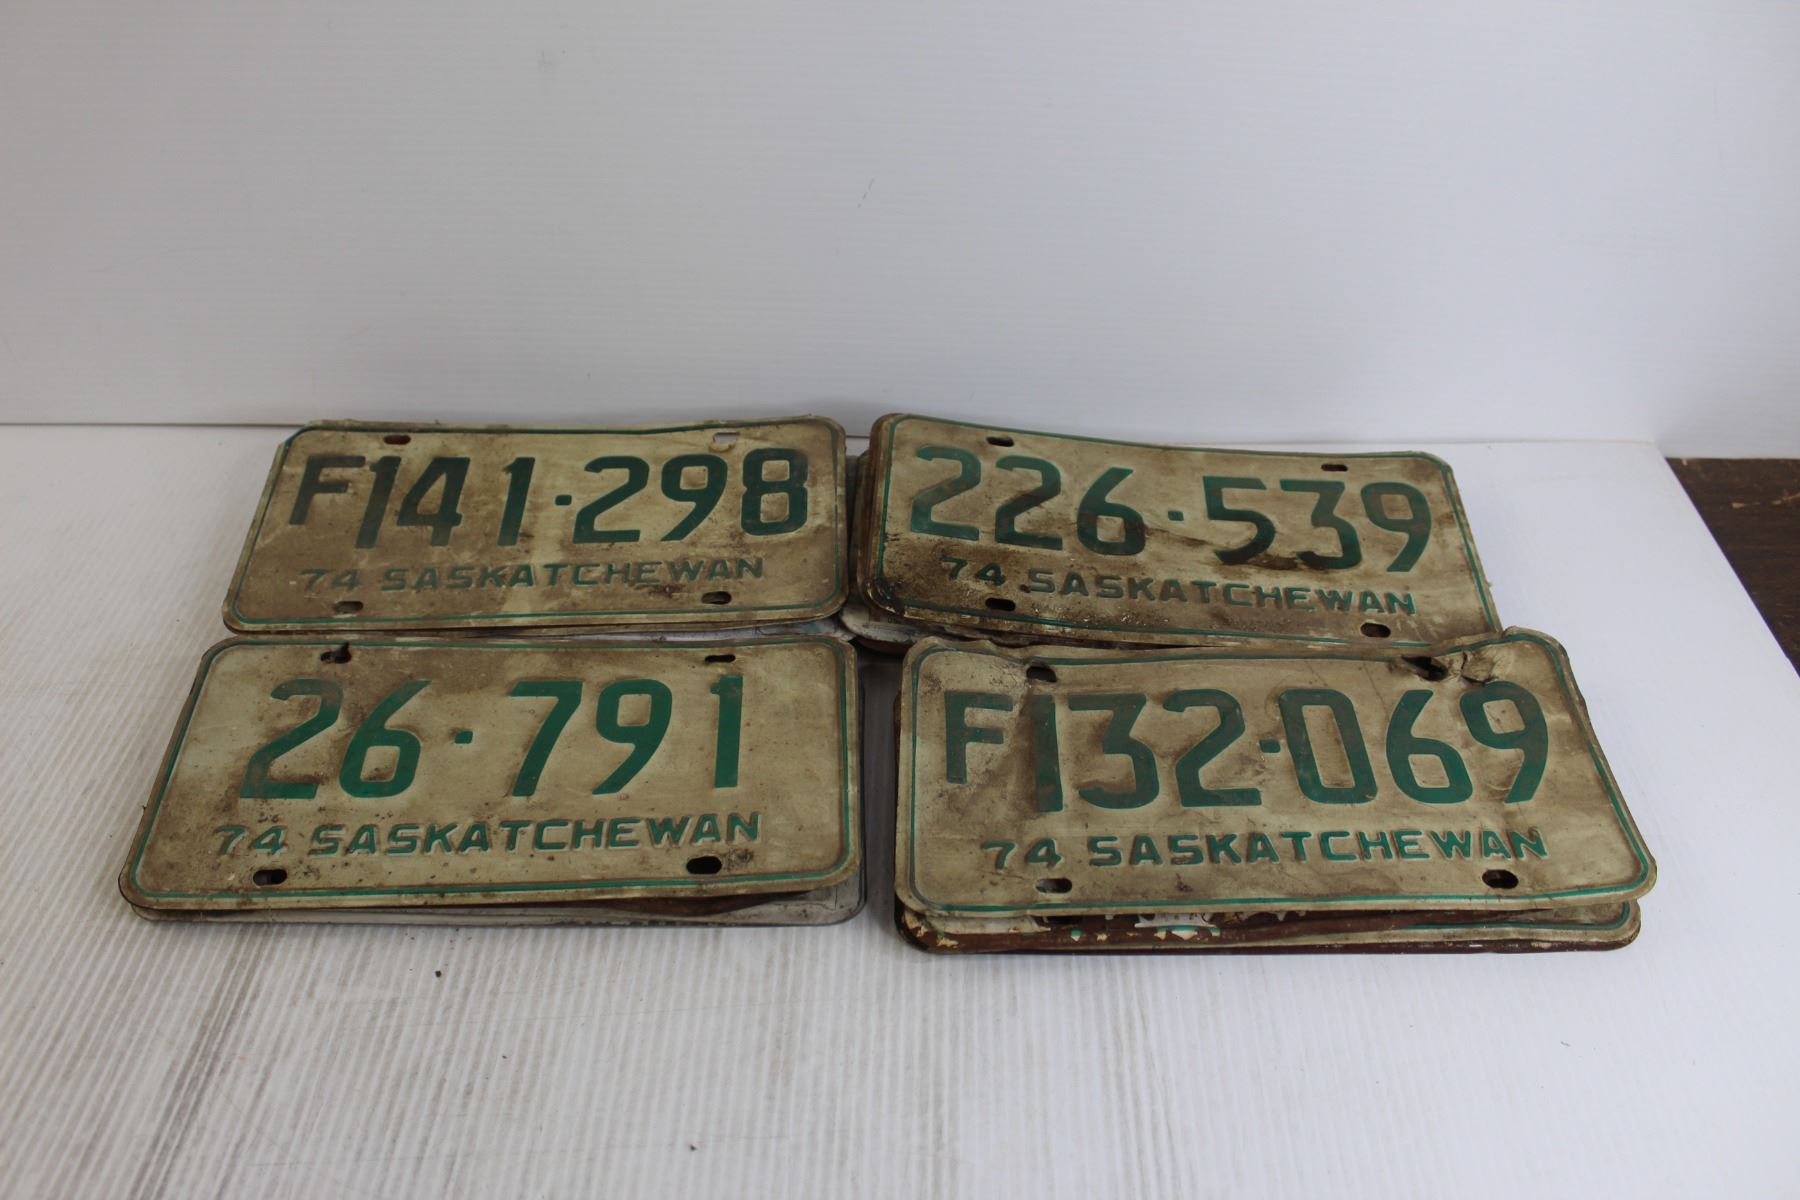 F141·298
74 SASKATCHEWAN
226·539
74 SASKATCHEWAN
26·791
74 SASKATCHEWAN
F132·069
74 SASKATCHEWAN